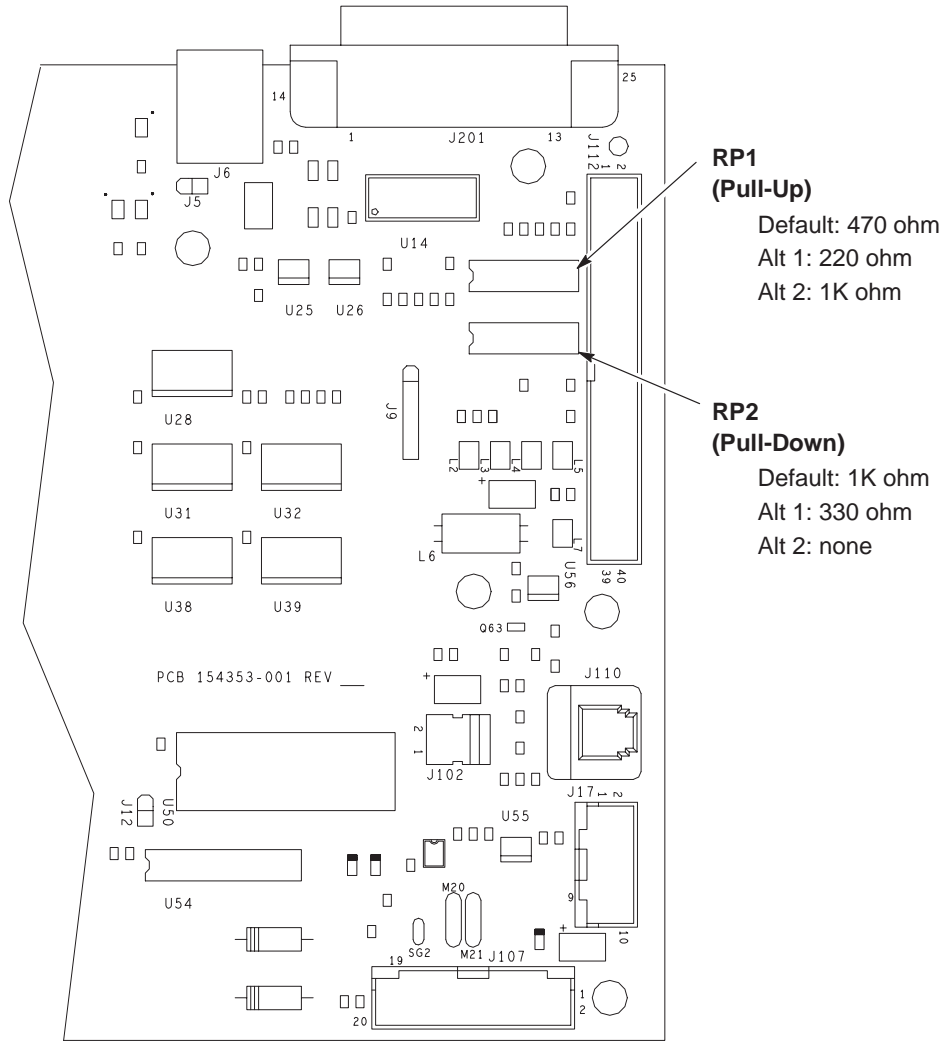 25
14
1
J201
13
J112
1
2
J6
J5
U14
U25
U26
RP1
(Pull-Up)
Default: 470 ohm
Alt 1: 220 ohm
Alt 2: 1K ohm
U28
J9
RP2
(Pull-Down)
Default: 1K ohm
Alt 1: 330 ohm
Alt 2: none
L2
L3
L4
L5
+
U31
U32
L6
L7
U56
39
40
U38
U39
Q63
PCB 154353-001 REV ___
+
J110
2
1
J102
J17
1
2
J12
U50
U55
9
10
U54
M20
SG2
M21
+
19
J107
1
2
20